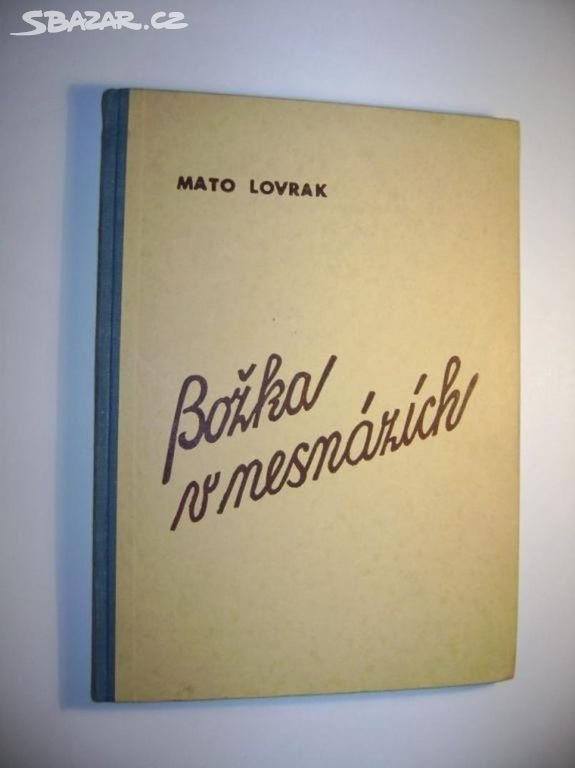 SBAZAR.CZ
MATO LOVRAK
Božka
v nesnázích